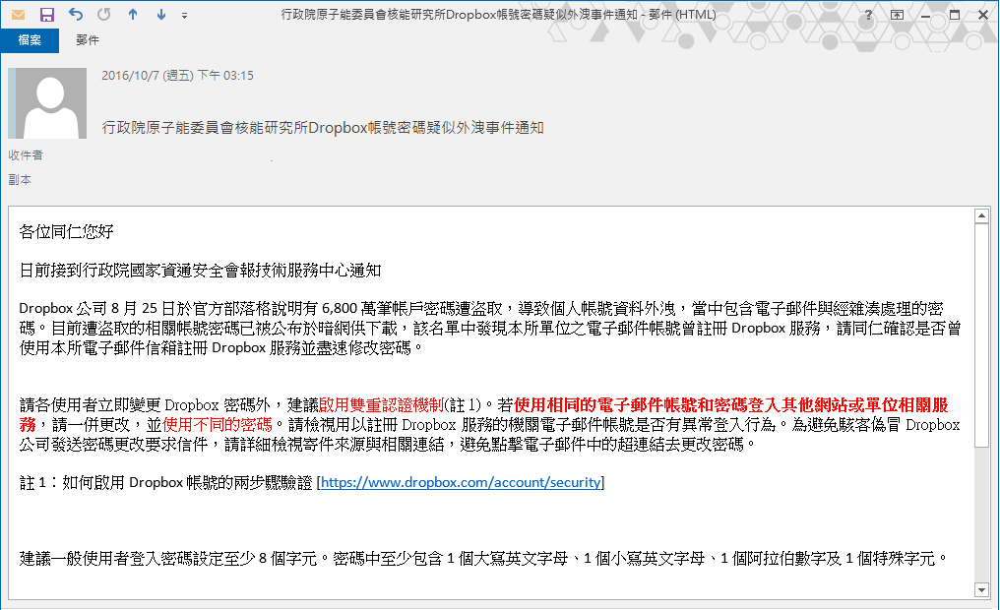 行政院原子能委員會核能研究所Dropbox帳號密碼疑似外洩事件通知 - 郵件 (HTML)
?
檔案 郵件
2016/10/7 (週五) 下午 03:15
行政院原子能委員會核能研究所Dropbox帳號密碼疑似外洩事件通知
收件者
副本
各位同仁您好
日前接到行政院國家資通安全會報技術服務中心通知
Dropbox 公司 8 月 25 日於官方部落格說明有 6,800 萬筆帳戶密碼遭盜取，導致個人帳號資料外洩，當中包含電子郵件與經雜湊處理的密
碼。目前遭盜取的相關帳號密碼已被公布於暗網供下載，該名單中發現本所單位之電子郵件帳號曾註冊 Dropbox 服務，請同仁確認是否曾
使用本所電子郵件信箱註冊 Dropbox 服務並盡速修改密碼。
請各使用者立即變更 Dropbox 密碼外，建議啟用雙重認證機制(註 1)。若使用相同的電子郵件帳號和密碼登入其他網站或單位相關服
務，請一併更改，並使用不同的密碼。請檢視用以註冊 Dropbox 服務的機關電子郵件帳號是否有異常登入行為。為避免駭客偽冒 Dropbox
公司發送密碼更改要求信件，請詳細檢視寄件來源與相關連結，避免點擊電子郵件中的超連結去更改密碼。
註 1：如何啟用 Dropbox 帳號的兩步驟驗證 [https://www.dropbox.com/account/security]
建議一般使用者登入密碼設定至少 8 個字元。密碼中至少包含 1 個大寫英文字母、1 個小寫英文字母、1 個阿拉伯數字及 1 個特殊字元。